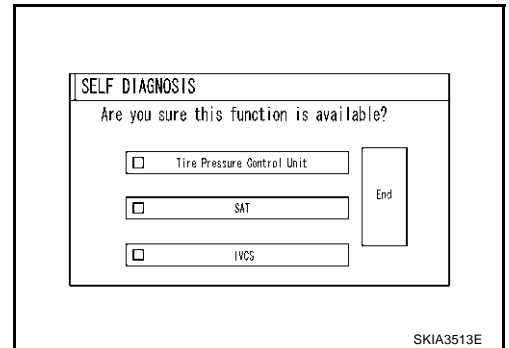 SELF DIAGNOSIS
Are you sure this function is available?
Tire Pressure Control Unit
End
SAT
IVCS
SKIA3513E